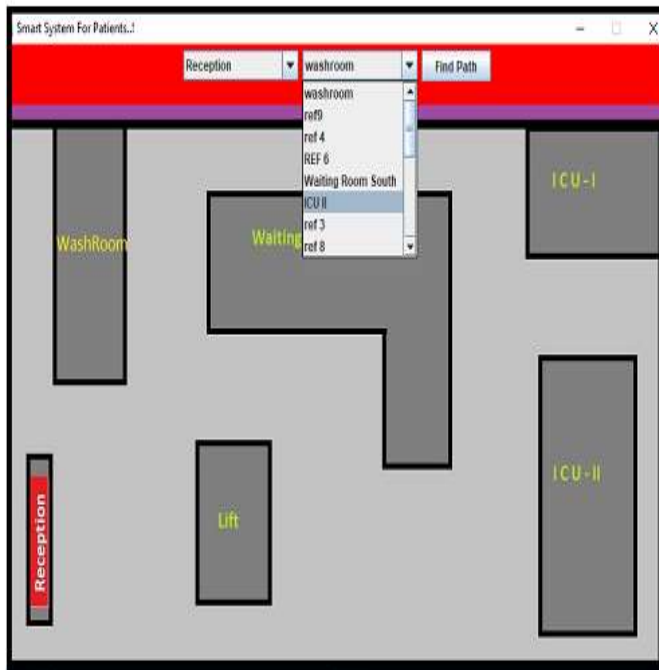 Smart System For Patients..!
Reception
washroom
Find Path
washroom
ref9
ref 4
REF 6
Waiting Room South
ICU II
ref 3
ref 8
ICU-I
WashRoom
Waiting
ICU-II
Lift
Reception